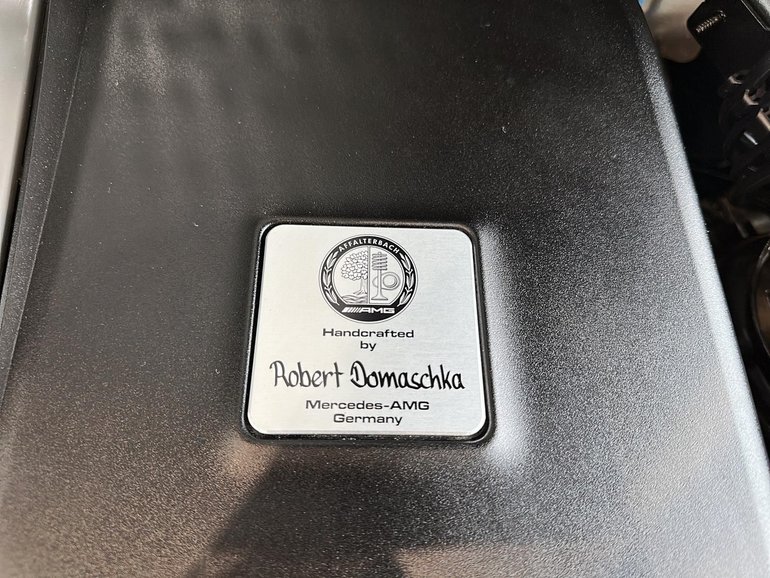 AFFALTERBACH
AMG
Handcrafted
by
Robert Domaschka
Mercedes-AMG
Germany